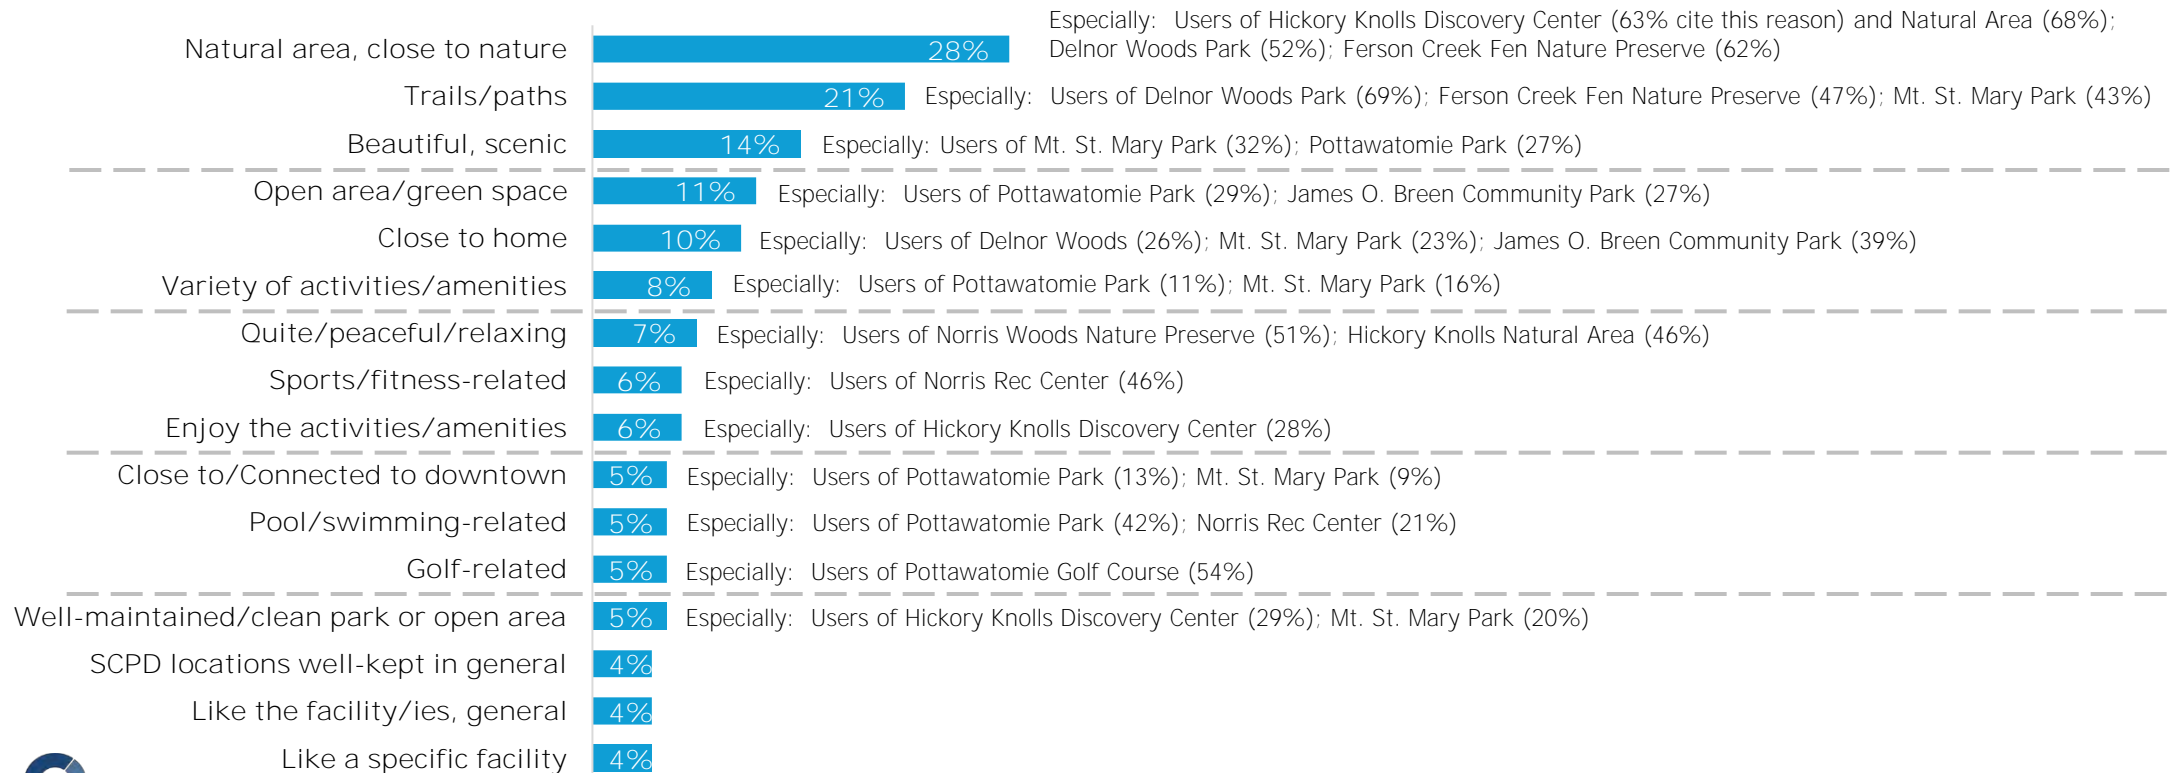 Especially: Users of Hickory Knolls Discovery Center (63% cite this reason) and Natural Area (68%);
Natural area, close to nature 28% Delnor Woods Park (52%); Ferson Creek Fen Nature Preserve (62%)
Trails/paths 21% Especially: Users of Delnor Woods Park (69%); Ferson Creek Fen Nature Preserve (47%); Mt. St. Mary Park (43%)
Beautiful, scenic 14% Especially: Users of Mt. St. Mary Park (32%); Pottawatomie Park (27%)
Open area/green space 11% Especially: Users of Pottawatomie Park (29%); James O. Breen Community Park (27%)
Close to home 10% Especially: Users of Delnor Woods (26%); Mt. St. Mary Park (23%); James O. Breen Community Park (39%)
Variety of activities/amenities 8% Especially: Users of Pottawatomie Park (11%); Mt. St. Mary Park (16%)
Quite/peaceful/relaxing 7% Especially: Users of Norris Woods Nature Preserve (51%); Hickory Knolls Natural Area (46%)
Sports/fitness-related 6% Especially: Users of Norris Rec Center (46%)
Enjoy the activities/amenities 6% Especially: Users of Hickory Knolls Discovery Center (28%)
Close to/Connected to downtown 5% Especially: Users of Pottawatomie Park (13%); Mt. St. Mary Park (9%)
Pool/swimming-related 5% Especially: Users of Pottawatomie Park (42%); Norris Rec Center (21%)
Golf-related 5% Especially: Users of Pottawatomie Golf Course (54%)
Well-maintained/clean park or open area 5% Especially: Users of Hickory Knolls Discovery Center (29%); Mt. St. Mary Park (20%)
SCPD locations well-kept in general 4%
Like the facility/ies, general 4%
Like a specific facility 4%